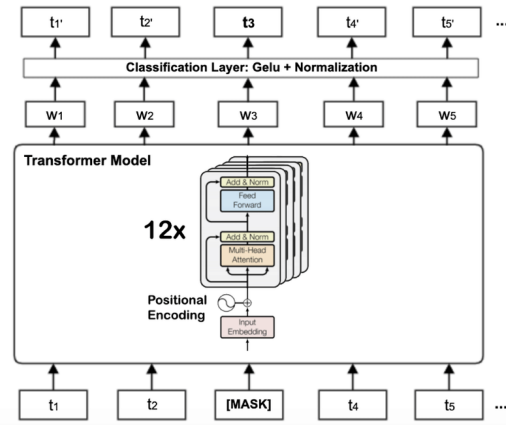 t1' t2' t3 t4' t5' ...
Classification Layer: Gelu + Normalization
w1 w2 w3 w4 w5
Transformer Model
12x
Add & Norm
Feed
Forward
Add & Norm
Multi-Head
Attention
Positional
Encoding
Input
Embedding
t1 t2 [MASK] t4 t5 ...